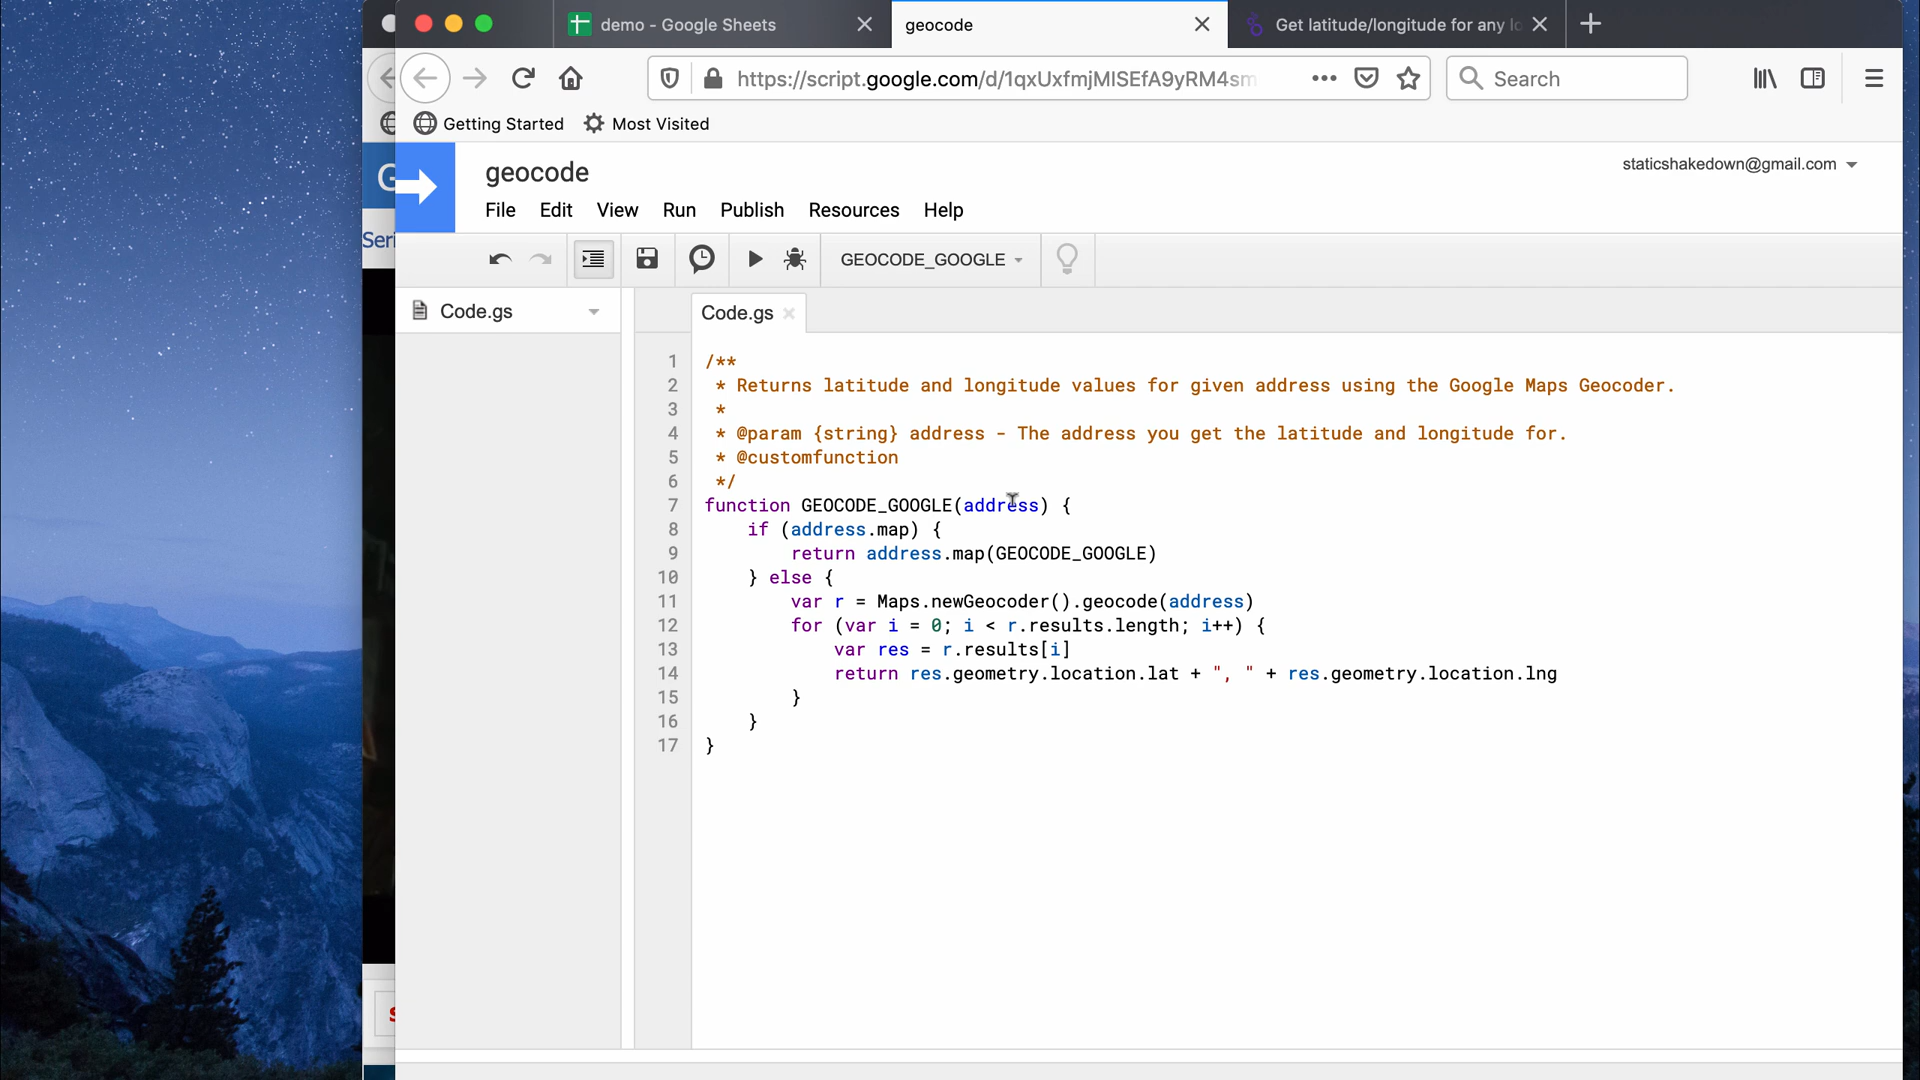 demo - Google Sheets
geocode
Get latitude/longitude for any lo
https://script.google.com/d/1qxUxfmjMISEfA9yRM4sm
Search
Getting Started
Most Visited
G
geocode
staticshakedown@gmail.com
File Edit View Run Publish Resources Help
Seri
GEOCODE_GOOGLE
Code.gs
Code.gs
1 /**
2 * Returns latitude and longitude values for given address using the Google Maps Geocoder.
3 *
4 * @param {string} address - The address you get the latitude and longitude for.
5 * @customfunction
6 */
7 function GEOCODE_GOOGLE(address) {
8 if (address.map) {
9 return address.map(GEOCODE_GOOGLE)
10 } else {
11 var r = Maps.newGeocoder().geocode(address)
12 for (var i = 0; i < r.results.length; i++) {
13 var res = r.results[i]
14 return res.geometry.location.lat + ", " + res.geometry.location.lng
15 }
16 }
17 }